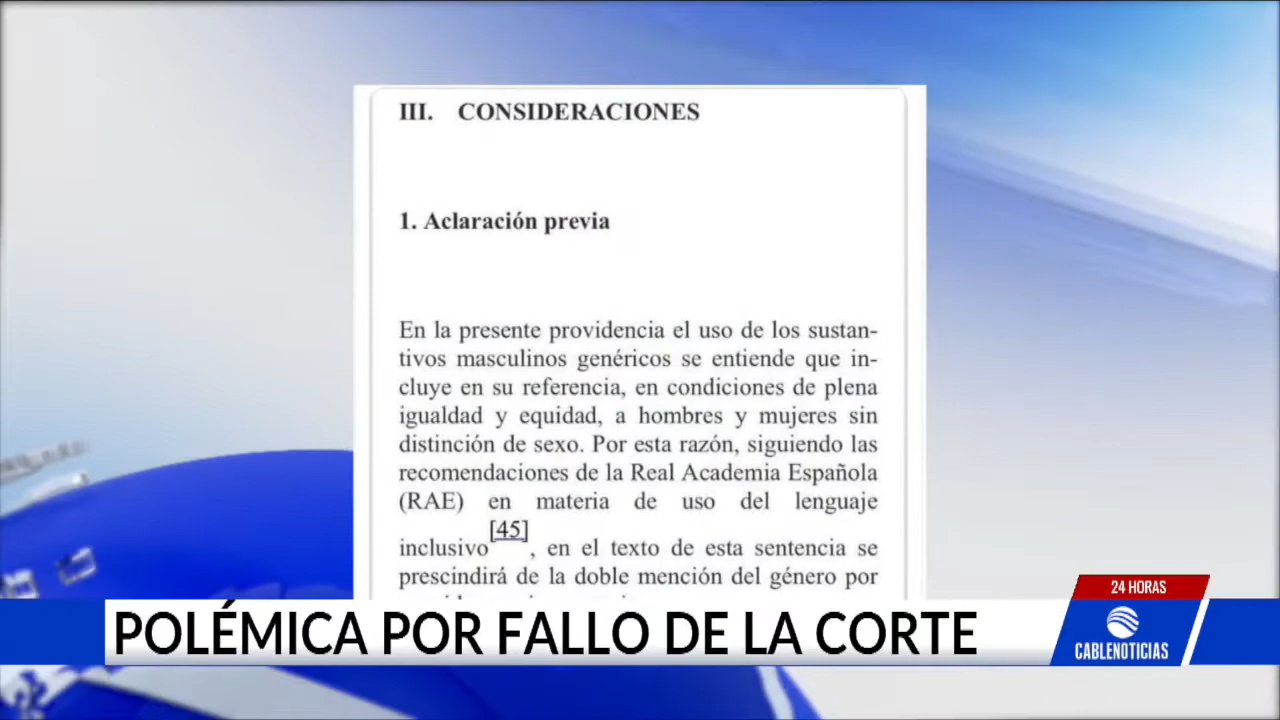 III. CONSIDERACIONES
1. Aclaración previa
En la presente providencia el uso de los sustan-
tivos masculinos genéricos se entiende que in-
cluye en su referencia, en condiciones de plena
igualdad y equidad, a hombres y mujeres sin
distinción de sexo. Por esta razón, siguiendo las
recomendaciones de la Real Academia Española
(RAE) en materia de uso del lenguaje
inclusivo[45], en el texto de esta sentencia se
prescindirá de la doble mención del género por
24 HORAS
POLÉMICA POR FALLO DE LA CORTE
CABLENOTICIAS